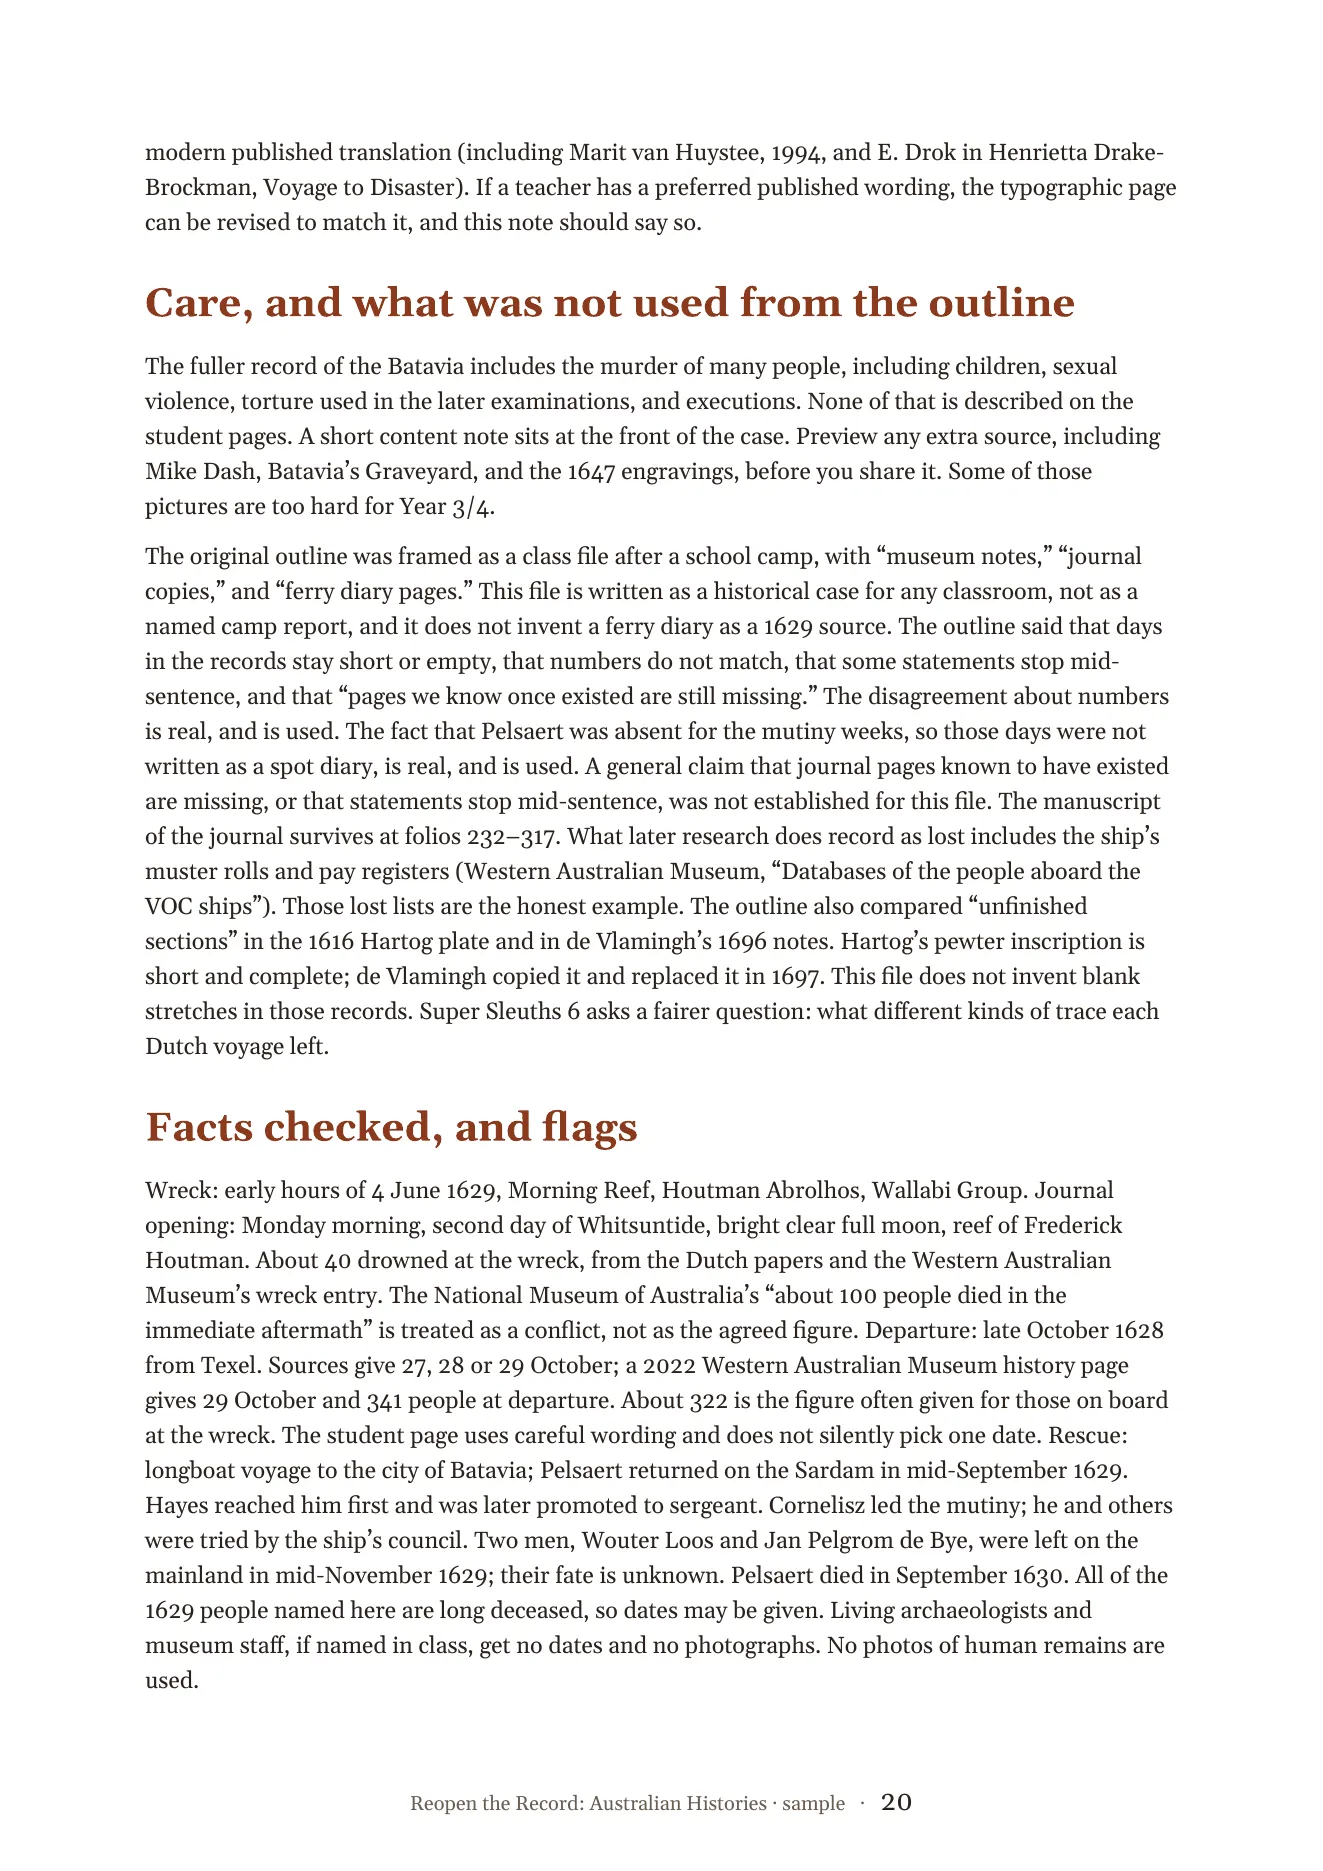 modern published translation (including Marit van Huystee, 1994, and E. Drok in Henrietta Drake-
Brockman, Voyage to Disaster). If a teacher has a preferred published wording, the typographic page
can be revised to match it, and this note should say so.
Care, and what was not used from the outline
The fuller record of the Batavia includes the murder of many people, including children, sexual
violence, torture used in the later examinations, and executions. None of that is described on the
student pages. A short content note sits at the front of the case. Preview any extra source, including
Mike Dash, Batavia’s Graveyard, and the 1647 engravings, before you share it. Some of those
pictures are too hard for Year 3/4.
The original outline was framed as a class file after a school camp, with “museum notes,” “journal
copies,” and “ferry diary pages.” This file is written as a historical case for any classroom, not as a
named camp report, and it does not invent a ferry diary as a 1629 source. The outline said that days
in the records stay short or empty, that numbers do not match, that some statements stop mid-
sentence, and that “pages we know once existed are still missing.” The disagreement about numbers
is real, and is used. The fact that Pelsaert was absent for the mutiny weeks, so those days were not
written as a spot diary, is real, and is used. A general claim that journal pages known to have existed
are missing, or that statements stop mid-sentence, was not established for this file. The manuscript
of the journal survives at folios 232–317. What later research does record as lost includes the ship’s
muster rolls and pay registers (Western Australian Museum, “Databases of the people aboard the
VOC ships”). Those lost lists are the honest example. The outline also compared “unfinished
sections” in the 1616 Hartog plate and in de Vlamingh’s 1696 notes. Hartog’s pewter inscription is
short and complete; de Vlamingh copied it and replaced it in 1697. This file does not invent blank
stretches in those records. Super Sleuths 6 asks a fairer question: what different kinds of trace each
Dutch voyage left.
Facts checked, and flags
Wreck: early hours of 4 June 1629, Morning Reef, Houtman Abrolhos, Wallabi Group. Journal
opening: Monday morning, second day of Whitsuntide, bright clear full moon, reef of Frederick
Houtman. About 40 drowned at the wreck, from the Dutch papers and the Western Australian
Museum’s wreck entry. The National Museum of Australia’s “about 100 people died in the
immediate aftermath” is treated as a conflict, not as the agreed figure. Departure: late October 1628
from Texel. Sources give 27, 28 or 29 October; a 2022 Western Australian Museum history page
gives 29 October and 341 people at departure. About 322 is the figure often given for those on board
at the wreck. The student page uses careful wording and does not silently pick one date. Rescue:
longboat voyage to the city of Batavia; Pelsaert returned on the Sardam in mid-September 1629.
Hayes reached him first and was later promoted to sergeant. Cornelisz led the mutiny; he and others
were tried by the ship’s council. Two men, Wouter Loos and Jan Pelgrom de Bye, were left on the
mainland in mid-November 1629; their fate is unknown. Pelsaert died in September 1630. All of the
1629 people named here are long deceased, so dates may be given. Living archaeologists and
museum staff, if named in class, get no dates and no photographs. No photos of human remains are
used.
Reopen the Record: Australian Histories · sample · 20